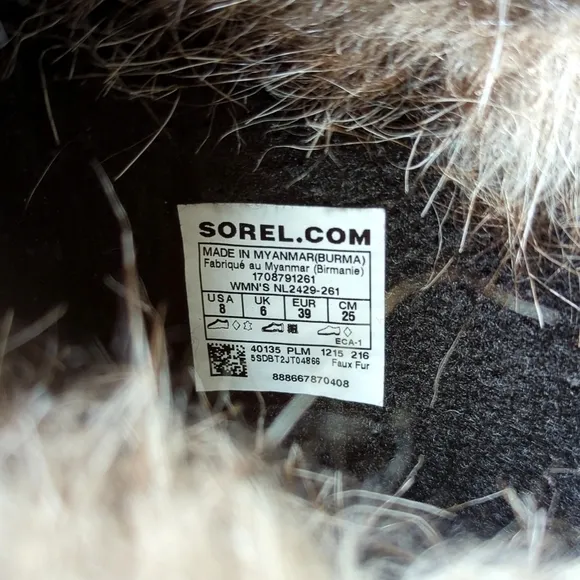 SOREL.COM
MADE IN MYANMAR(BURMA)
Fabriqué au Myanmar (Birmanie)
1708791261
WMN'S NL2429-261
USA UK EUR CM
8 6 39 25
ECA-1
40135 PLM 1215 216
5SDBT2JT04866 Faux Fur
888667870408